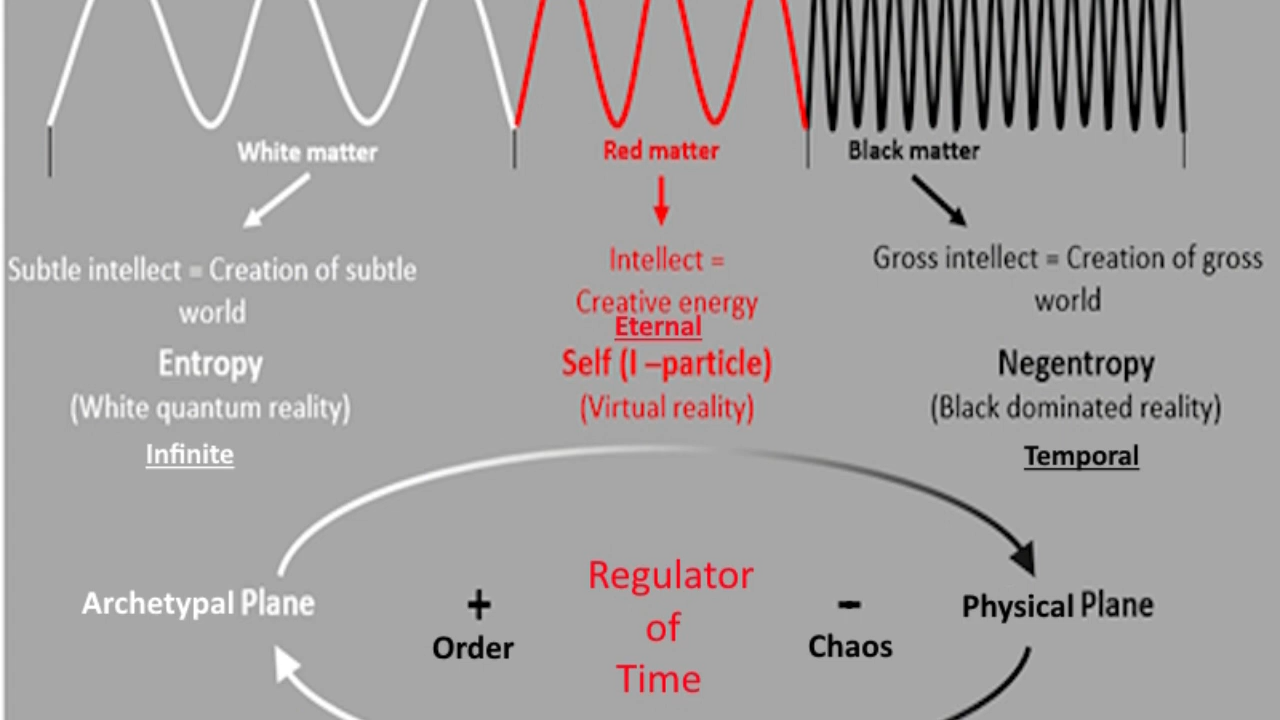 White matter
Red matter
Black matter
Subtle intellect = Creation of subtle
world
Intellect =
Creative energy
Gross intellect = Creation of gross
world
Entropy
(White quantum reality)
Infinite
Eternal
Self (I –particle)
(Virtual reality)
Negentropy
(Black dominated reality)
Temporal
Archetypal Plane
+
Order
Regulator
of
Time
-
Chaos
Physical Plane